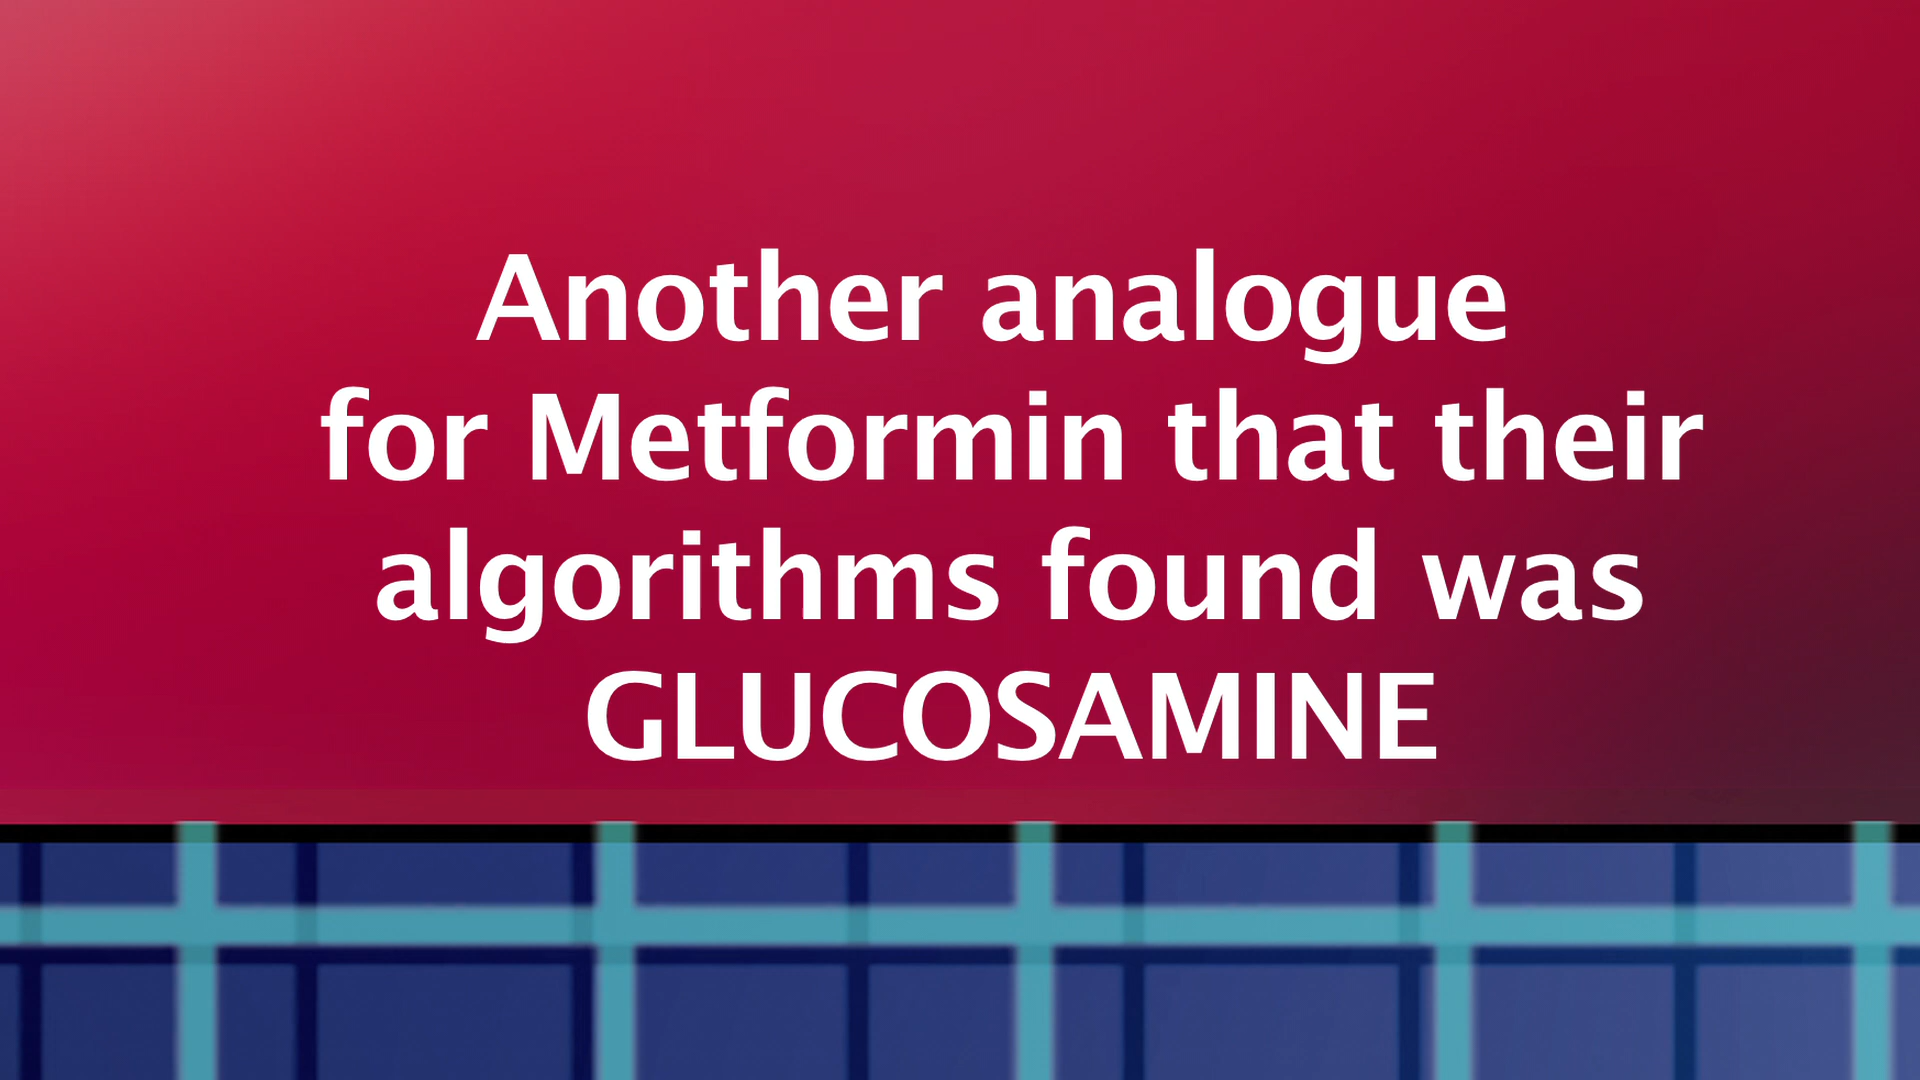 Another analogue
for Metformin that their
algorithms found was
GLUCOSAMINE